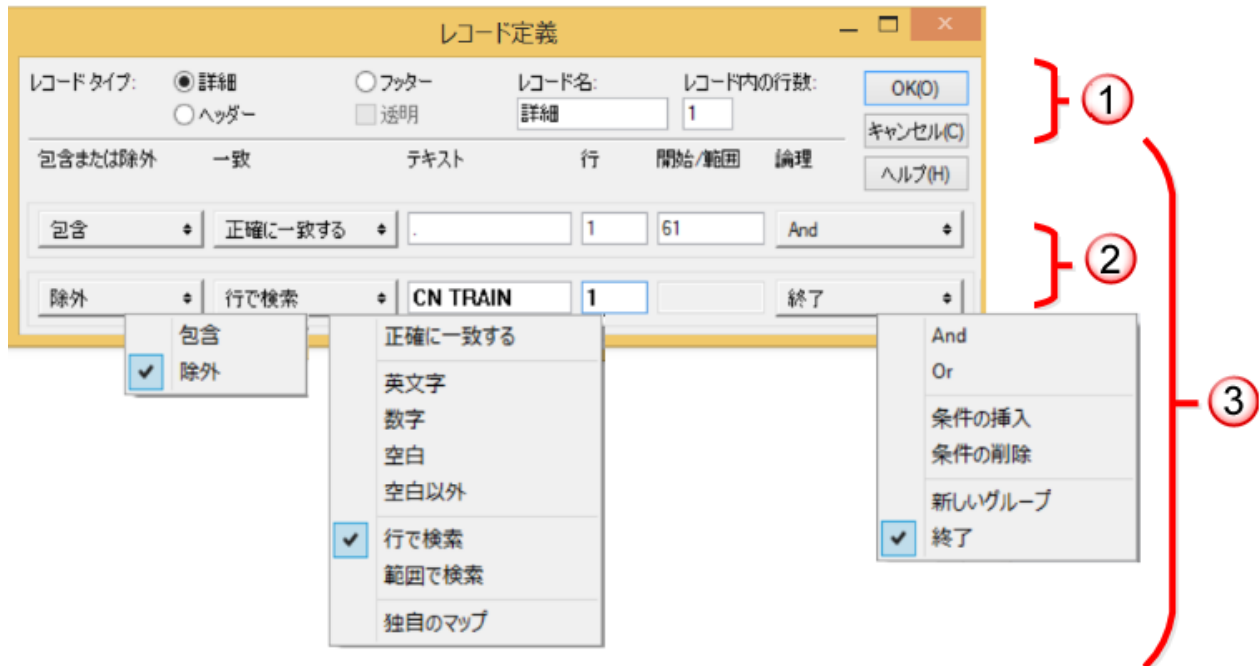 レコード定義
レコード タイプ: 詳細 フッター レコード名: レコード内の行数: OK(O)
ヘッダー 透明 詳細 1 キャンセル(C)
包含または除外 一致 テキスト 行 開始/範囲 論理 ヘルプ(H)
包含 正確に一致する . 1 61 And
除外 行で検索 CN TRAIN 1 終了
包含
除外
正確に一致する
英文字
数字
空白
空白以外
行で検索
範囲で検索
独自のマップ
And
Or
条件の挿入
条件の削除
新しいグループ
終了
1
2
3